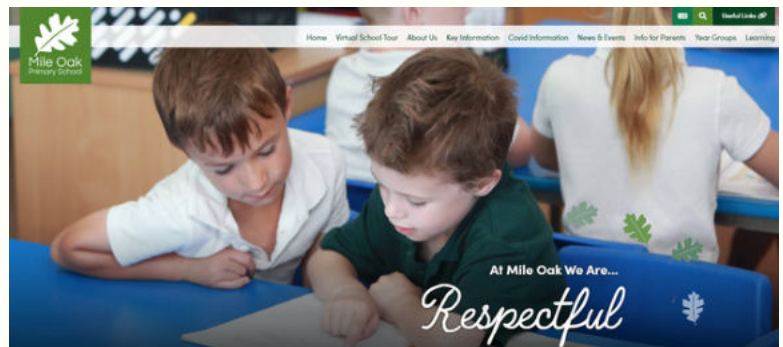 Useful Links
Mile Oak
Primary School
Home Virtual School Tour About Us Key Information Covid Information News & Events Info for Parents Year Groups Learning
At Mile Oak We Are...
Respectful